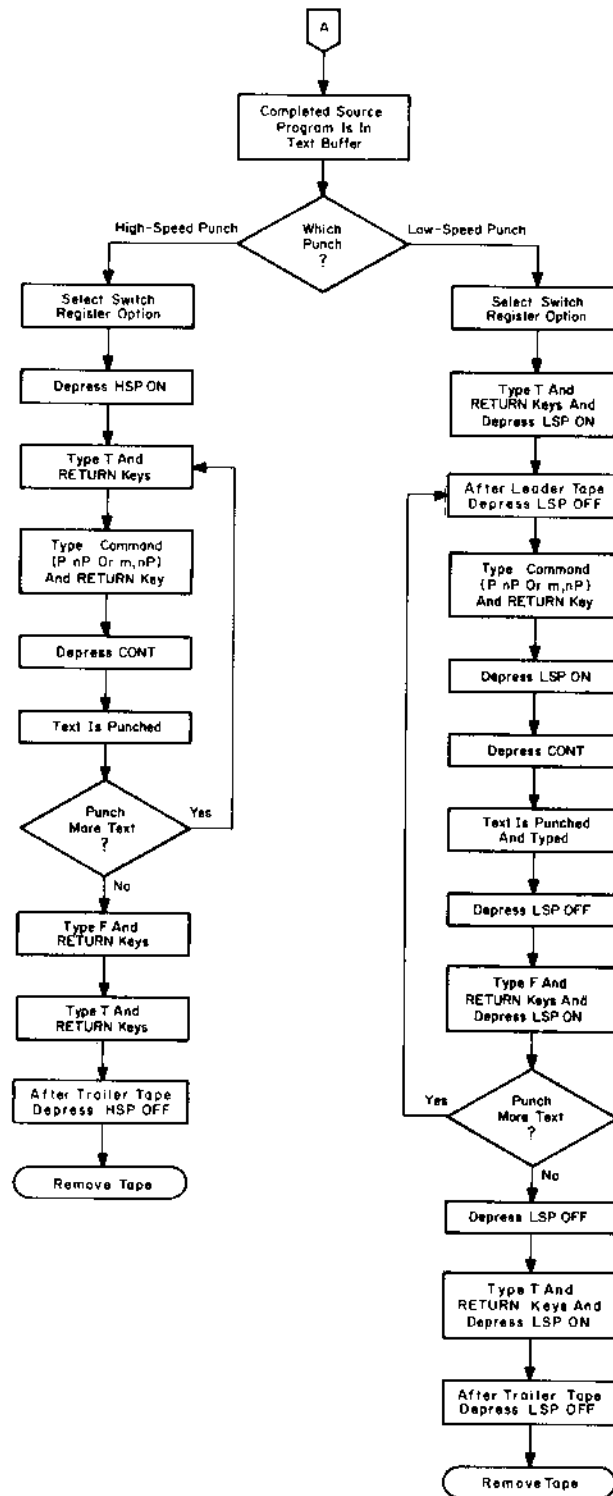 A
Completed Source
Program Is In
Text Buffer
High-Speed Punch
Which
Punch
?
Low-Speed Punch
Select Switch
Register Option
Depress HSP ON
Type T And
RETURN Keys
Type Command
(P nP Or m,nP)
And RETURN Key
Depress CONT
Text Is Punched
Punch
More Text
?
Yes
No
Type F And
RETURN Keys
Type T And
RETURN Keys
After Trailer Tape
Depress HSP OFF
Remove Tape
Select Switch
Register Option
Type T And
RETURN Keys And
Depress LSP ON
After Leader Tape
Depress LSP OFF
Type Command
(P nP Or m,nP)
And RETURN Key
Depress LSP ON
Depress CONT
Text Is Punched
And Typed
Depress LSP OFF
Type F And
RETURN Keys And
Depress LSP ON
Yes
Punch
More Text
?
No
Depress LSP OFF
Type T And
RETURN Keys And
Depress LSP ON
After Trailer Tape
Depress LSP OFF
Remove Tape